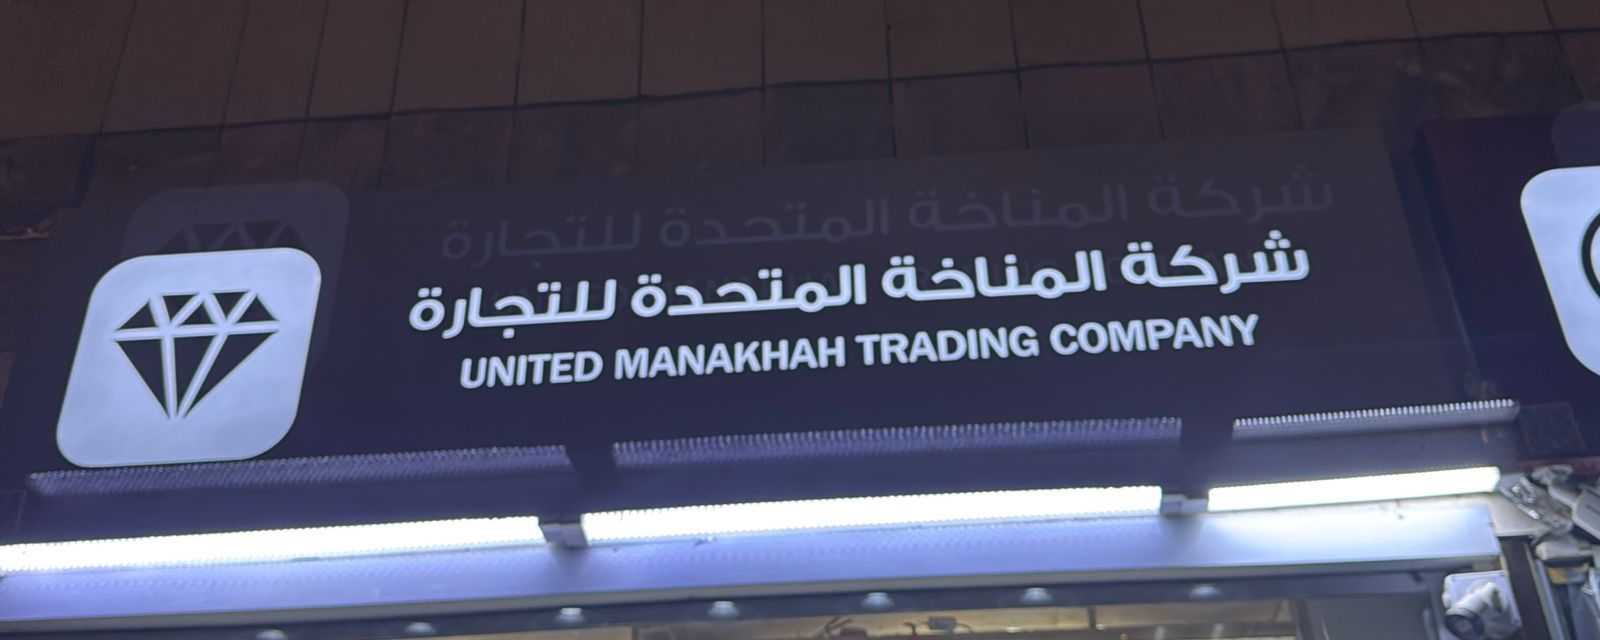 شركة المناخة المتحدة للتجارة
UNITED MANAKHAH TRADING COMPANY